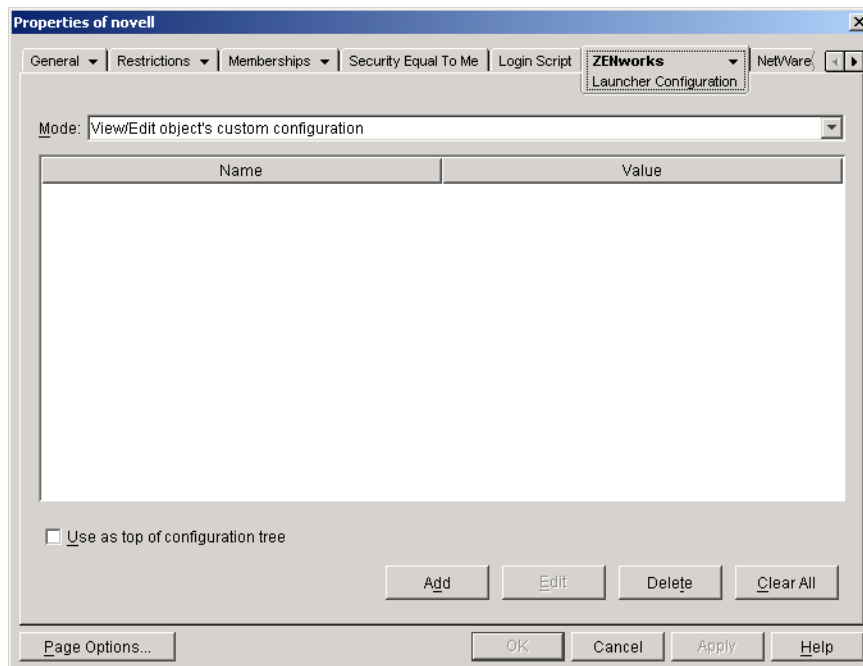 Properties of novell
General Restrictions Memberships Security Equal To Me Login Script ZENworks NetWare
Launcher Configuration
Mode: View/Edit object's custom configuration
Name Value
Use as top of configuration tree
Add Edit Delete Clear All
Page Options... OK Cancel Apply Help